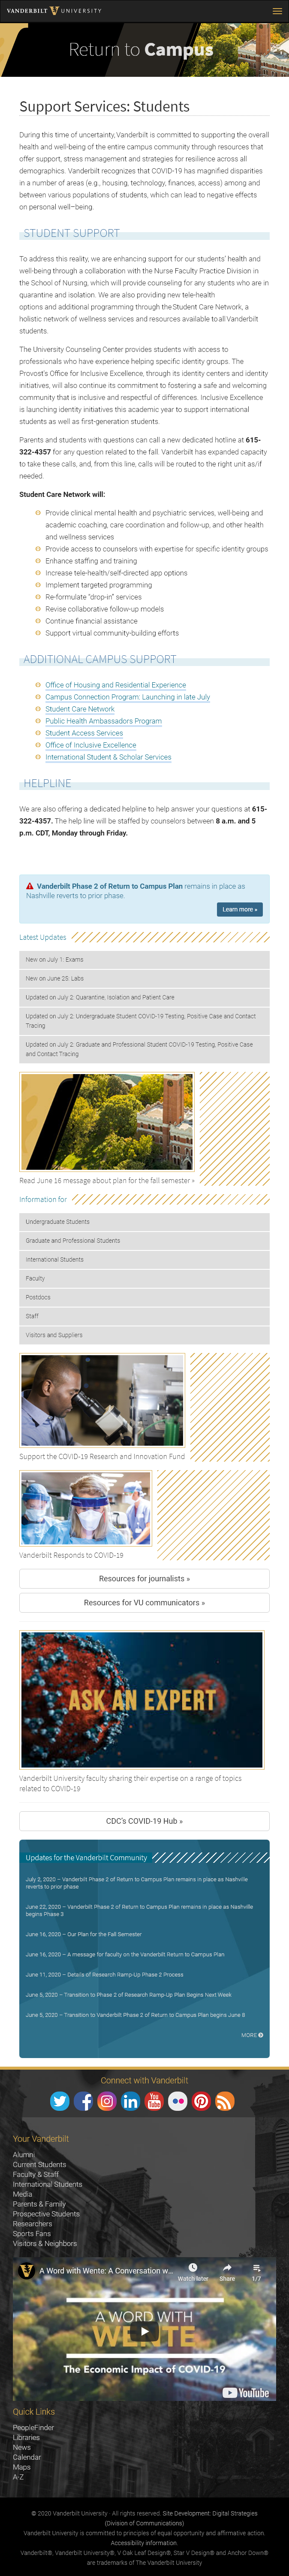 VANDERBILT UNIVERSITY
Return to Campus
Support Services: Students
During this time of uncertainty, Vanderbilt is committed to supporting the overall
health and well-being of the entire campus community through resources that
offer support, stress management and strategies for resilience across all
demographics. Vanderbilt recognizes that COVID-19 has magnified disparities
in a number of areas (e.g., housing, technology, finances, access) among and
between various populations of students, which can lead to negative effects
on personal well-being.
STUDENT SUPPORT
To address this reality, we are enhancing support for our students' health and
well-being through a collaboration with the Nurse Faculty Practice Division in
the School of Nursing, which will provide counseling for any students who are in
quarantine and isolation. We are also providing new tele-health
options and additional programming through the Student Care Network, a
holistic network of wellness services and resources available to all Vanderbilt
students.
The University Counseling Center provides students with access to
professionals who have experience helping specific identity groups. The
Provost's Office for Inclusive Excellence, through its identity centers and identity
initiatives, will also continue its commitment to fostering a safe and welcoming
community that is inclusive and respectful of differences. Inclusive Excellence
is launching identity initiatives this academic year to support international
students as well as first-generation students.
Parents and students with questions can call a new dedicated hotline at 615-
322-4357 for any question related to the fall. Vanderbilt has expanded capacity
to take these calls, and, from this line, calls will be routed to the right unit as/if
needed.
Student Care Network will:
Provide clinical mental health and psychiatric services, well-being and
academic coaching, care coordination and follow-up, and other health
and wellness services
Provide access to counselors with expertise for specific identity groups
Enhance staffing and training
Increase tele-health/self-directed app options
Implement targeted programming
Re-formulate "drop-in" services
Revise collaborative follow-up models
Continue financial assistance
Support virtual community-building efforts
ADDITIONAL CAMPUS SUPPORT
Office of Housing and Residential Experience
Campus Connection Program: Launching in late July
Student Care Network
Public Health Ambassadors Program
Student Access Services
Office of Inclusive Excellence
International Student & Scholar Services
HELPLINE
We are also offering a dedicated helpline to help answer your questions at 615-
322-4357. The help line will be staffed by counselors between 8 a.m. and 5
p.m. CDT, Monday through Friday.
Vanderbilt Phase 2 of Return to Campus Plan remains in place as
Nashville reverts to prior phase.
Learn more »
Latest Updates
New on July 1: Exams
New on June 25: Labs
Updated on July 2: Quarantine, Isolation and Patient Care
Updated on July 2: Undergraduate Student COVID-19 Testing, Positive Case and Contact
Tracing
Updated on July 2: Graduate and Professional Student COVID-19 Testing, Positive Case
and Contact Tracing
Read June 16 message about plan for the fall semester »
Information for
Undergraduate Students
Graduate and Professional Students
International Students
Faculty
Postdocs
Staff
Visitors and Suppliers
Support the COVID-19 Research and Innovation Fund
Vanderbilt Responds to COVID-19
Resources for journalists »
Resources for VU communicators »
ASK AN EXPERT
Vanderbilt University faculty sharing their expertise on a range of topics
related to COVID-19
CDC's COVID-19 Hub »
Updates for the Vanderbilt Community
July 2, 2020 – Vanderbilt Phase 2 of Return to Campus Plan remains in place as Nashville
reverts to prior phase
June 22, 2020 – Vanderbilt Phase 2 of Return to Campus Plan remains in place as Nashville
begins Phase 3
June 16, 2020 – Our Plan for the Fall Semester
June 16, 2020 – A message for faculty on the Vanderbilt Return to Campus Plan
June 11, 2020 – Details of Research Ramp-Up Phase 2 Process
June 5, 2020 – Transition to Phase 2 of Research Ramp-Up Plan Begins Next Week
June 5, 2020 – Transition to Vanderbilt Phase 2 of Return to Campus Plan begins June 8
MORE
Connect with Vanderbilt
Your Vanderbilt
Alumni
Current Students
Faculty & Staff
International Students
Media
Parents & Family
Prospective Students
Researchers
Sports Fans
Visitors & Neighbors
A Word with Wente: A Conversation w...
Watch later
Share
1/7
A WORD WITH
WENTE
The Economic Impact of COVID-19
YouTube
Quick Links
PeopleFinder
Libraries
News
Calendar
Maps
A-Z
© 2020 Vanderbilt University · All rights reserved. Site Development: Digital Strategies
(Division of Communications)
Vanderbilt University is committed to principles of equal opportunity and affirmative action.
Accessibility information.
Vanderbilt®, Vanderbilt University®, V Oak Leaf Design®, Star V Design® and Anchor Down®
are trademarks of The Vanderbilt University